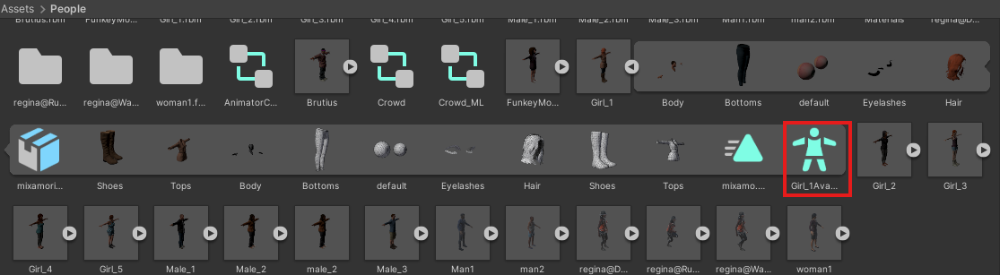 Assets > People
Brutius.fbm FunkeyMo... Girl_1.fbm Girl_2.fbm Girl_3.fbm Girl_4.fbm Girl_5.fbm Male_1.fbm Male_2.fbm Male_3.fbm Man1.fbm man2.fbm Materials regina@D...
regina@Ru... regina@Wa... woman1.f... AnimatorC... Brutius Crowd Crowd_ML FunkeyMo... Girl_1 Body Bottoms default Eyelashes Hair
mixamori... Shoes Tops Body Bottoms default Eyelashes Hair Shoes Tops mixamo.... Girl_1Ava... Girl_2 Girl_3
Girl_4 Girl_5 Male_1 Male_2 male_2 Male_3 Man1 man2 regina@D... regina@Ru... regina@Wa... woman1